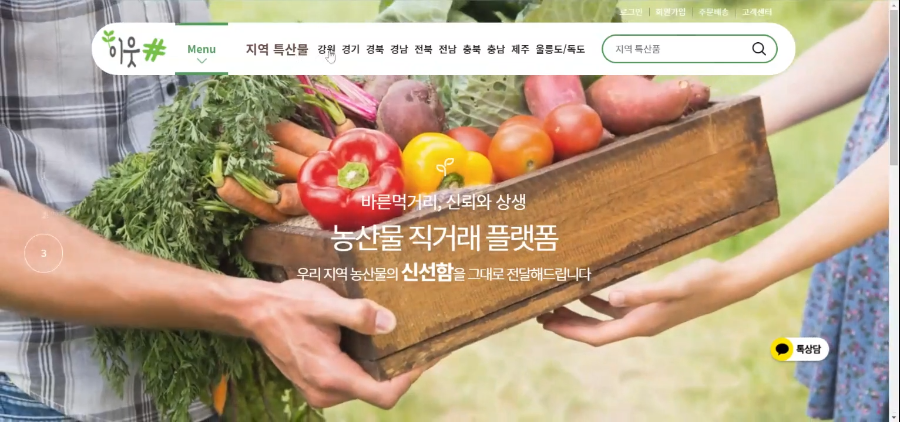 로그인 회원가입 주문배송 고객센터
이웃#
Menu
지역 특산물 강원 경기 경북 경남 전북 전남 충북 충남 제주 울릉도/독도
지역 특산품
바른먹거리, 신뢰와 상생
농산물 직거래 플랫폼
우리 지역 농산물의 신선함을 그대로 전달해드립니다
3
톡상담